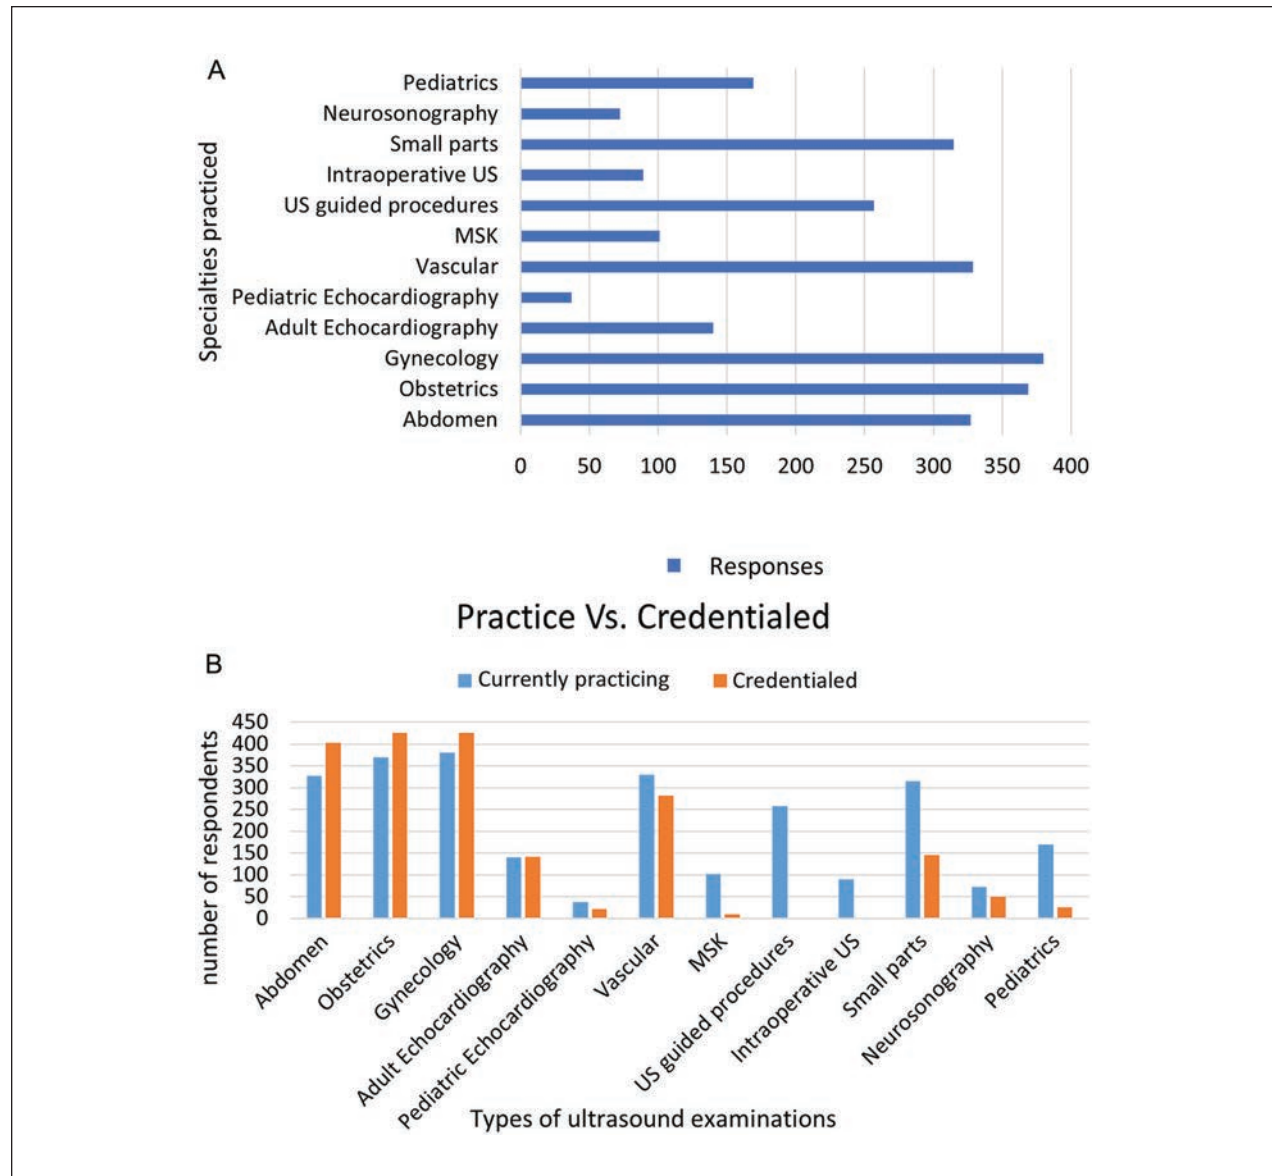 A
Specialties practiced
Pediatrics
Neurosonography
Small parts
Intraoperative US
US guided procedures
MSK
Vascular
Pediatric Echocardiography
Adult Echocardiography
Gynecology
Obstetrics
Abdomen
0 50 100 150 200 250 300 350 400
Responses
Practice Vs. Credentialed
B
Currently practicing Credentialed
number of respondents
450
400
350
300
250
200
150
100
50
0
Abdomen
Obstetrics
Gynecology
Adult Echocardiography
Pediatric Echocardiography
Vascular
MSK
US guided procedures
Intraoperative US
Small parts
Neurosonography
Pediatrics
Types of ultrasound examinations